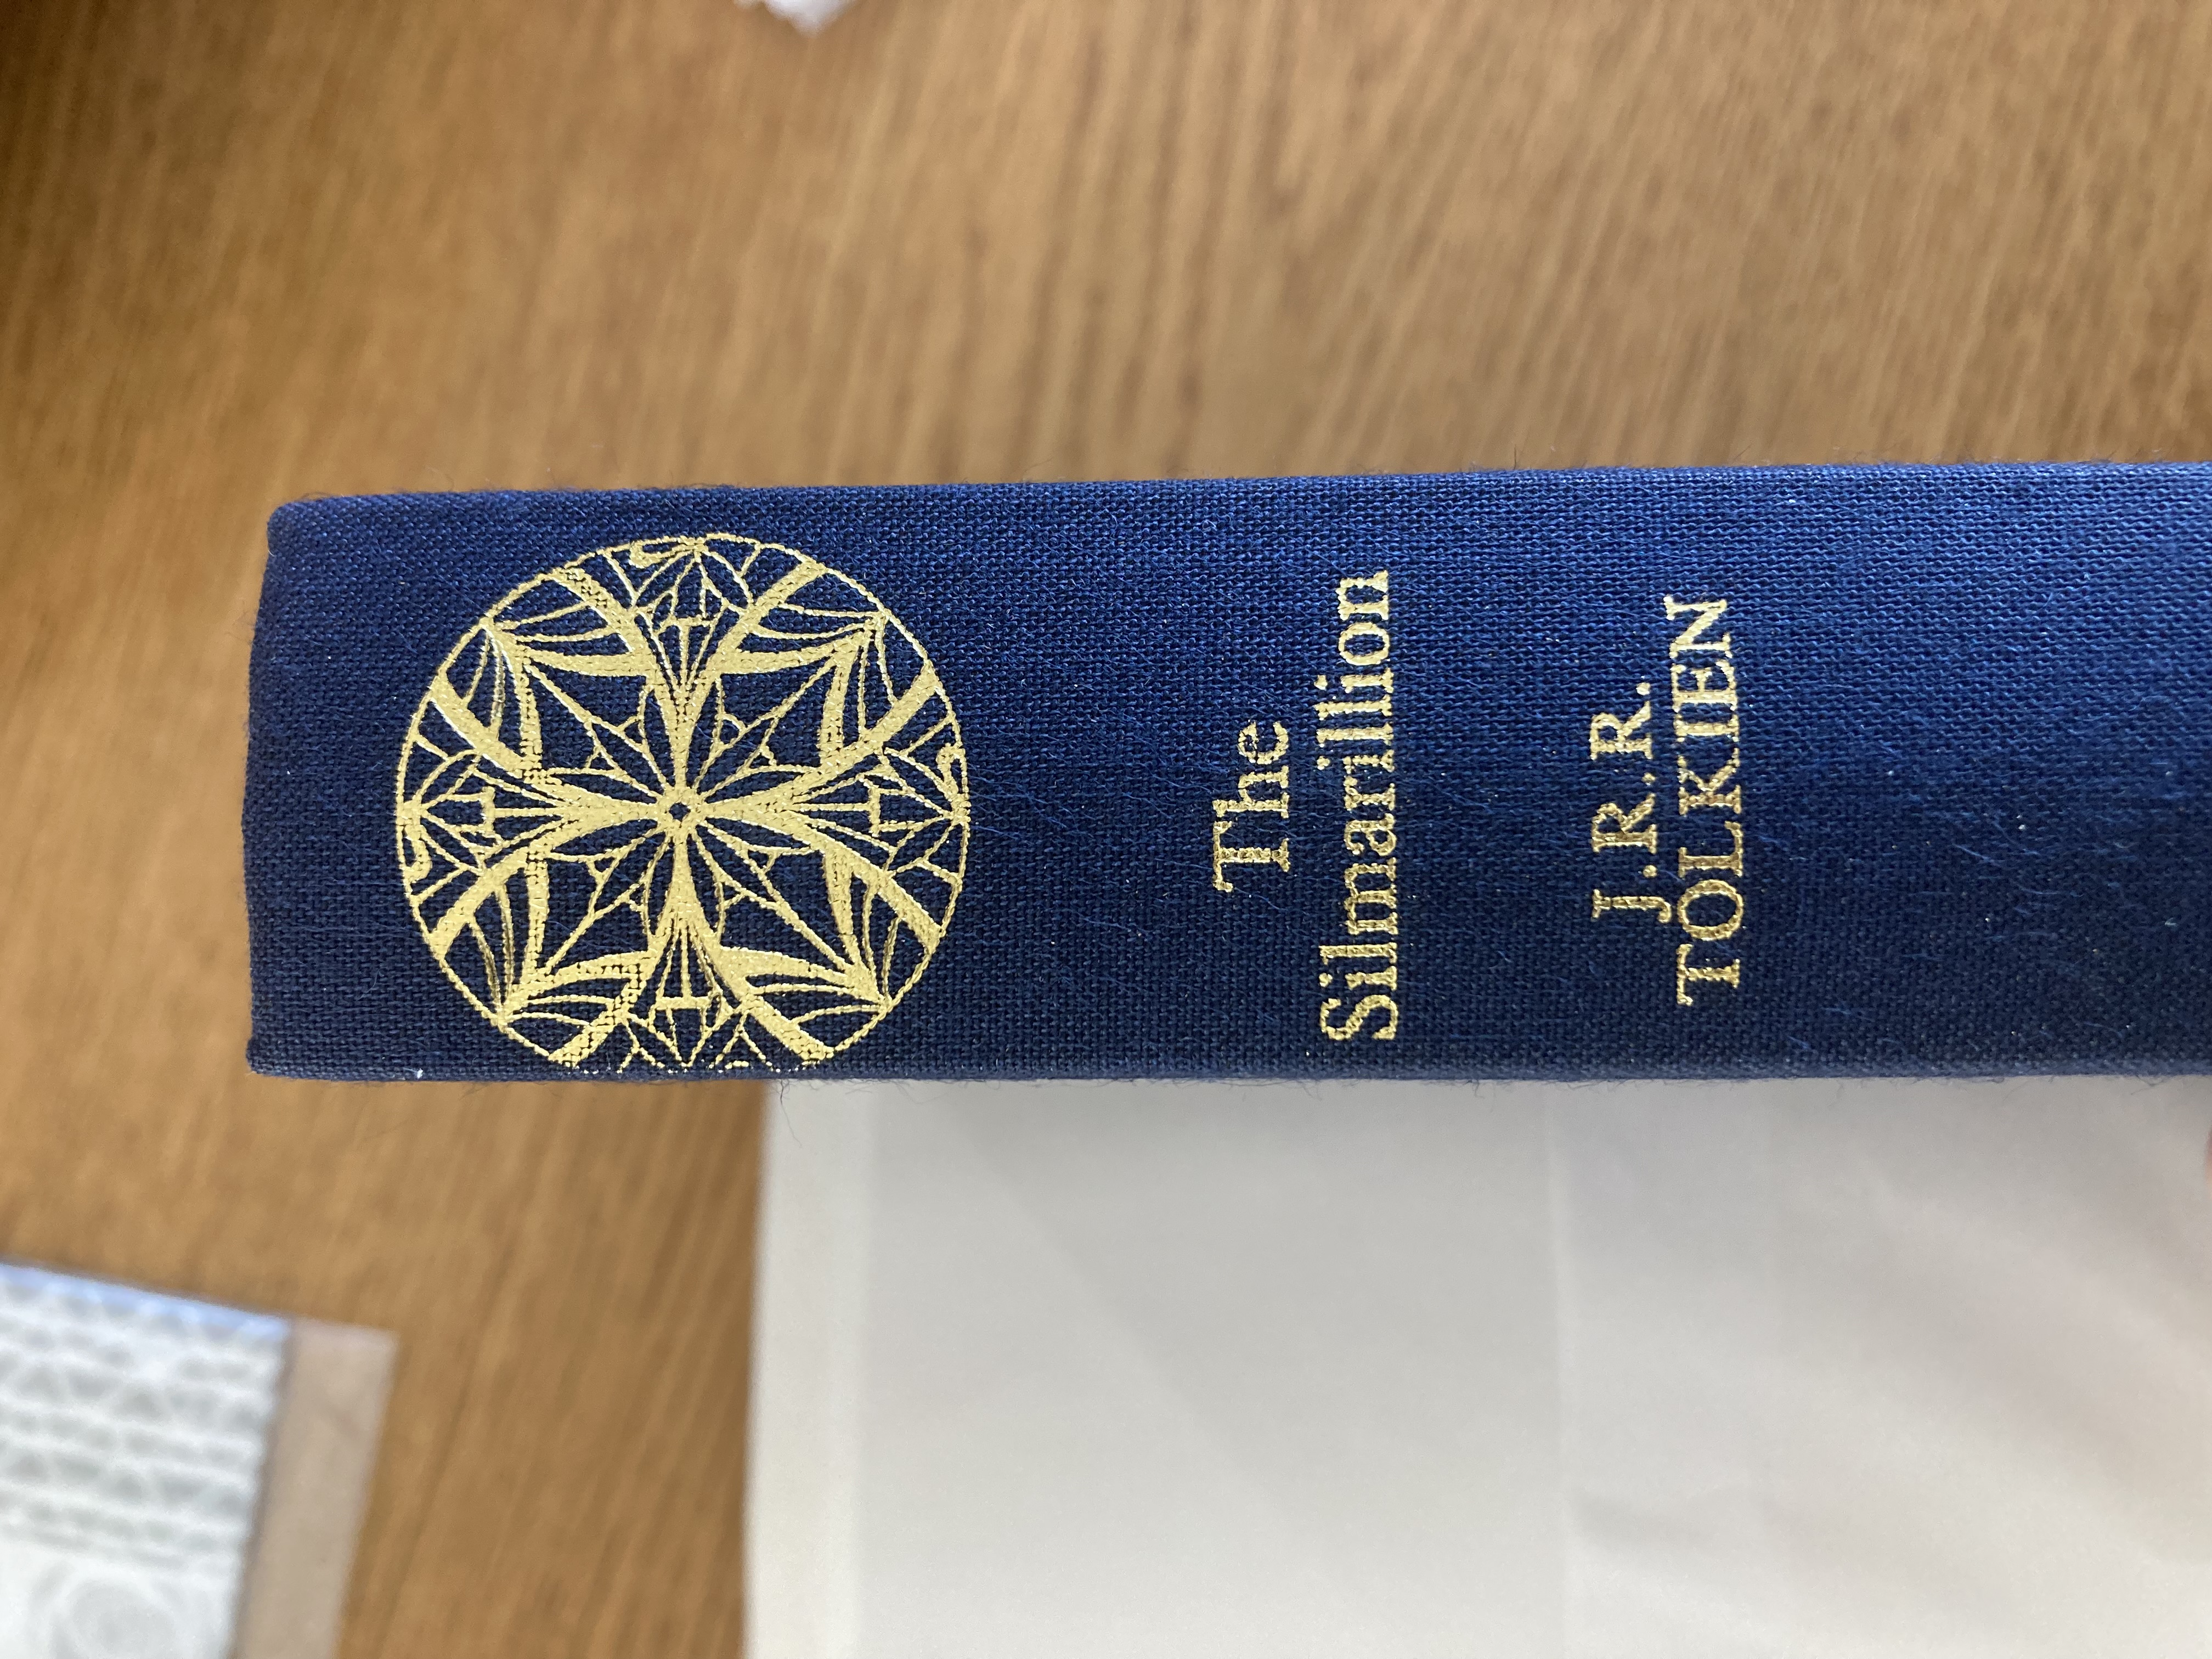 The
Silmarillion
J.R.R.
TOLKIEN